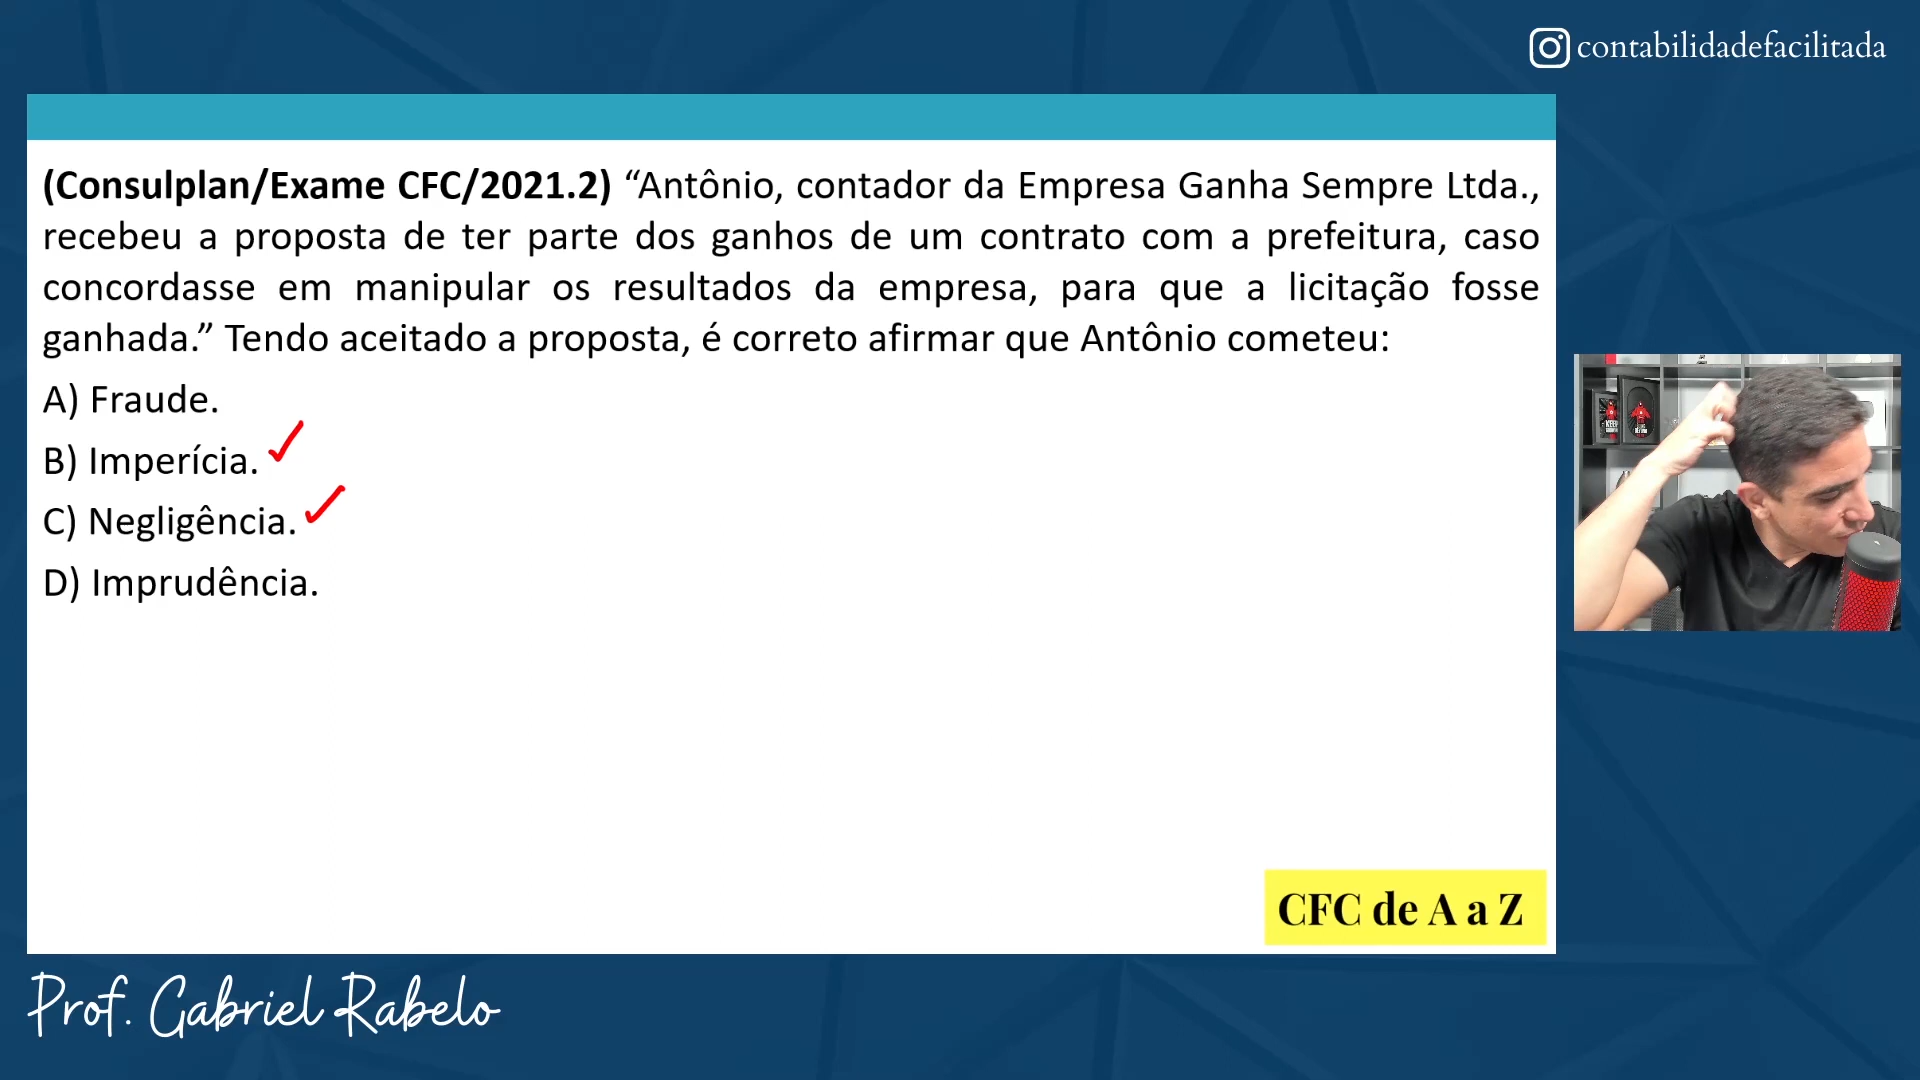 contabilidadefacilitada
(Consulplan/Exame CFC/2021.2) “Antônio, contador da Empresa Ganha Sempre Ltda.,
recebeu a proposta de ter parte dos ganhos de um contrato com a prefeitura, caso
concordasse em manipular os resultados da empresa, para que a licitação fosse
ganhada.” Tendo aceitado a proposta, é correto afirmar que Antônio cometeu:
A) Fraude.
B) Imperícia.
C) Negligência.
D) Imprudência.
CFC de A a Z
Prof. Gabriel Rabelo